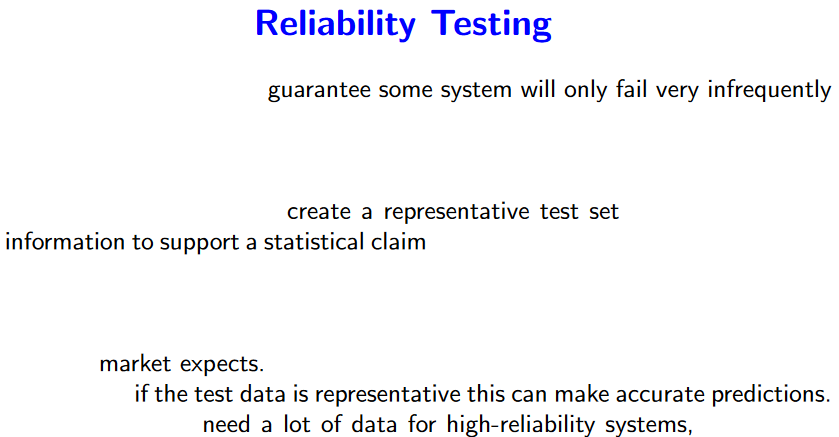 Reliability Testing
guarantee some system will only fail very infrequently
create a representative test set
information to support a statistical claim
market expects.
if the test data is representative this can make accurate predictions.
need a lot of data for high-reliability systems,